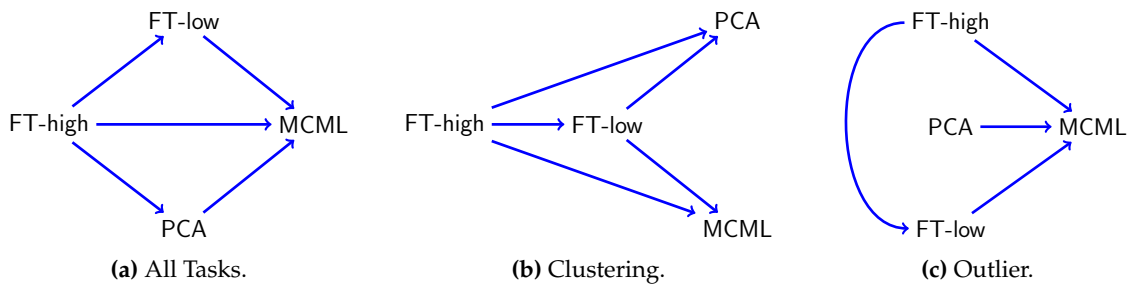 FT-low
FT-high
MCML
PCA
(a) All Tasks.
PCA
FT-high
FT-low
MCML
(b) Clustering.
FT-high
PCA
MCML
FT-low
(c) Outlier.